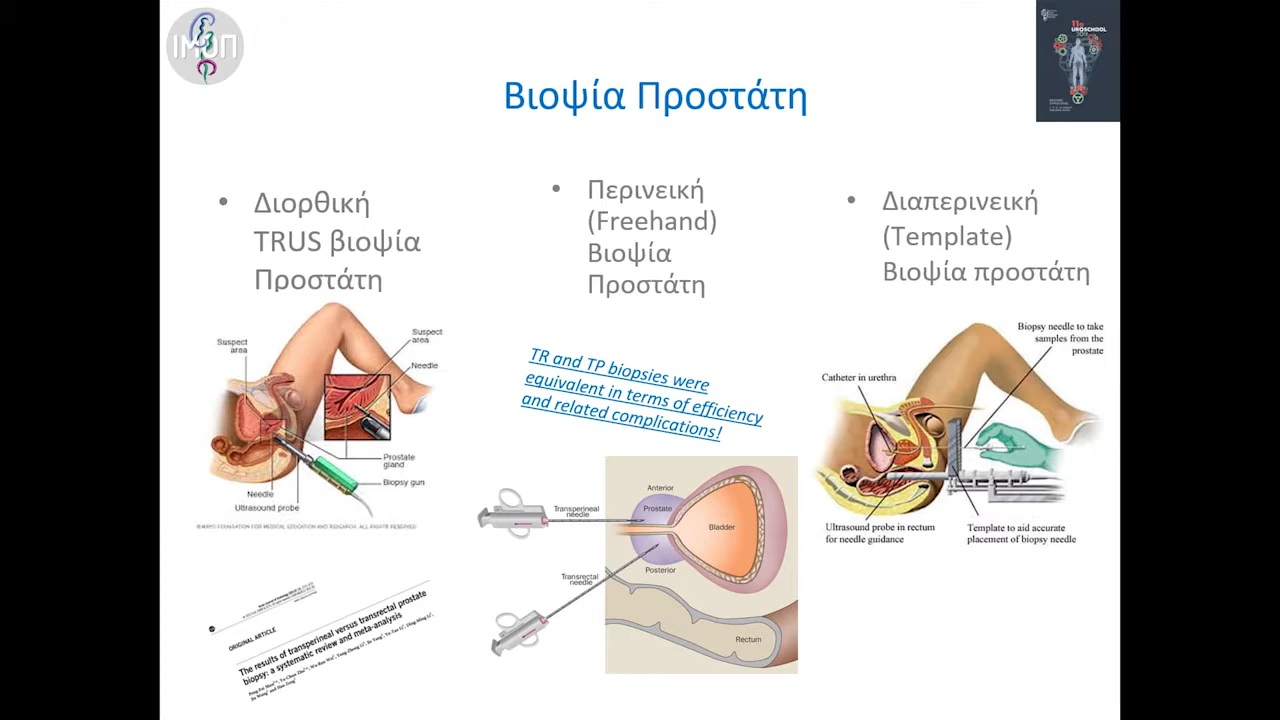 ΙΜΟΠ
11ο
UROSCHOOL
Βιοψία Προστάτη
• Διορθική
TRUS βιοψία
Προστάτη
• Περινεική
(Freehand)
Βιοψία
Προστάτη
• Διαπερινεική
(Template)
Βιοψία προστάτη
Suspect
area
Suspect
area
Needle
Prostate
gland
Biopsy gun
Needle
Ultrasound probe
© MAYO FOUNDATION FOR MEDICAL EDUCATION AND RESEARCH. ALL RIGHTS RESERVED
TR and TP biopsies were
equivalent in terms of efficiency
and related complications!
Anterior
Prostate
Bladder
Transperineal
needle
Posterior
Transrectal
needle
Rectum
Biopsy needle to take
samples from the
prostate
Catheter in urethra
Ultrasound probe in rectum
for needle guidance
Template to aid accurate
placement of biopsy needle
ORIGINAL ARTICLE
The results of transperineal versus transrectal prostate
biopsy: a systematic review and meta-analysis